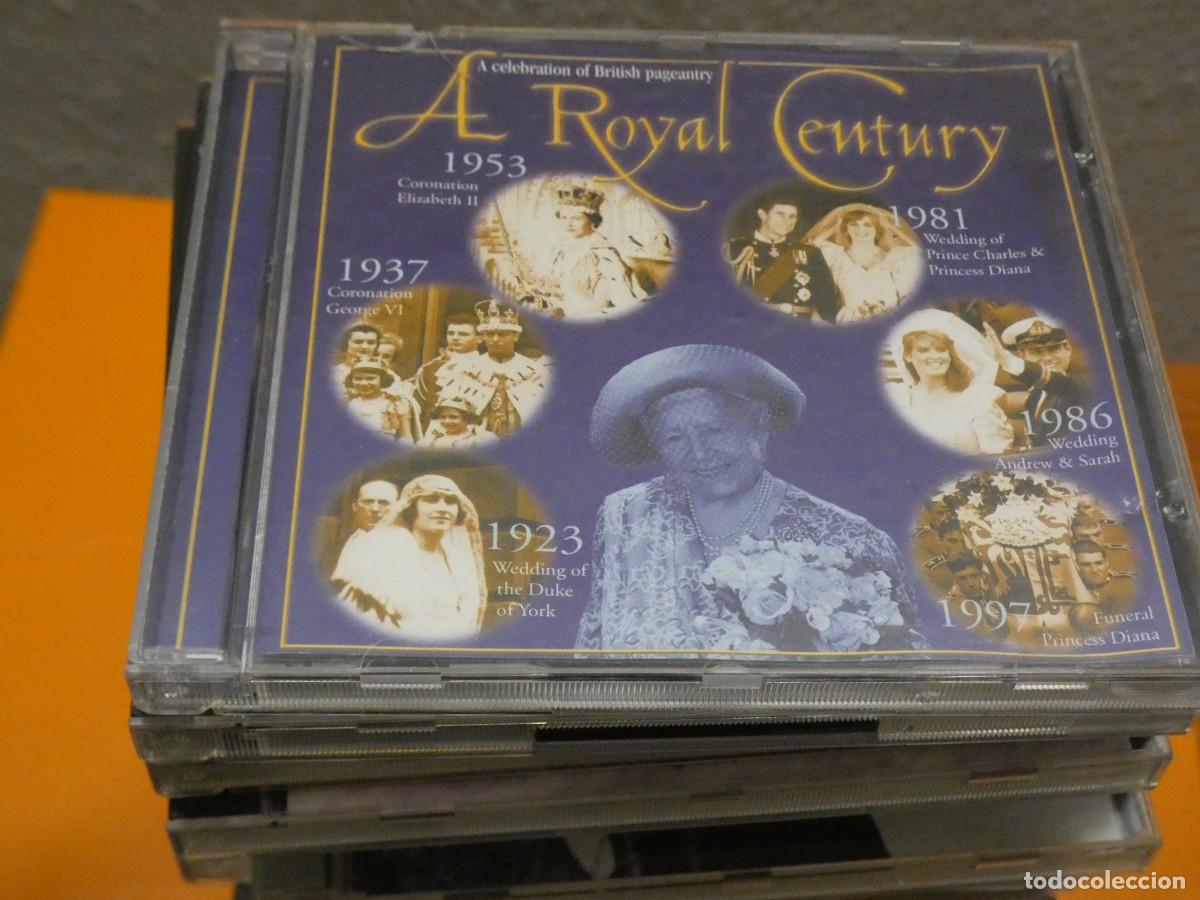 A celebration of British pageantry
A Royal Century
1953
Coronation
Elizabeth II
1981
Wedding of
Prince Charles &
Princess Diana
1937
Coronation
George VI
1986
Wedding
Andrew & Sarah
1923
Wedding of
the Duke
of York
1997
Funeral
Princess Diana
todocoleccion